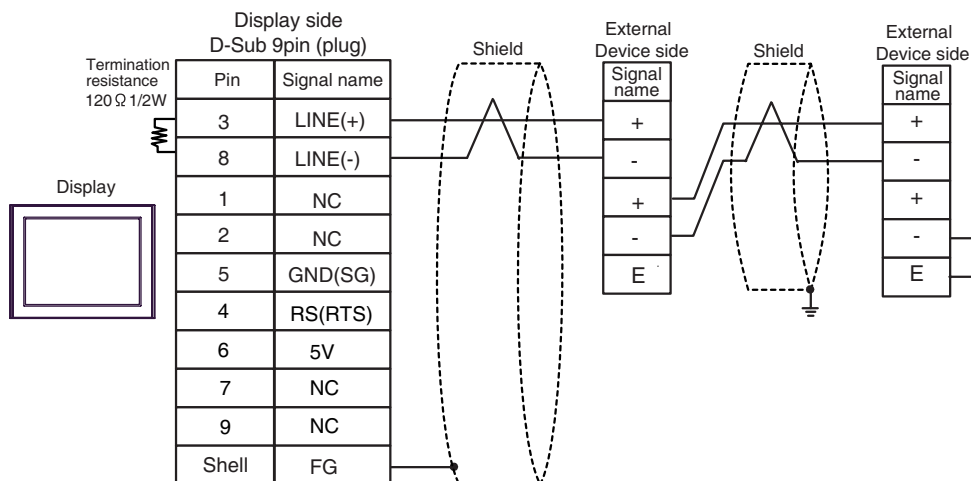 Display side
D-Sub 9pin (plug)
Termination
resistance
120Ω 1/2W
Pin Signal name
3 LINE(+)
8 LINE(-)
1 NC
2 NC
5 GND(SG)
4 RS(RTS)
6 5V
7 NC
9 NC
Shell FG
Display
Shield
External
Device side
Signal
name
+
-
+
-
E
Shield
External
Device side
Signal
name
+
-
+
-
E